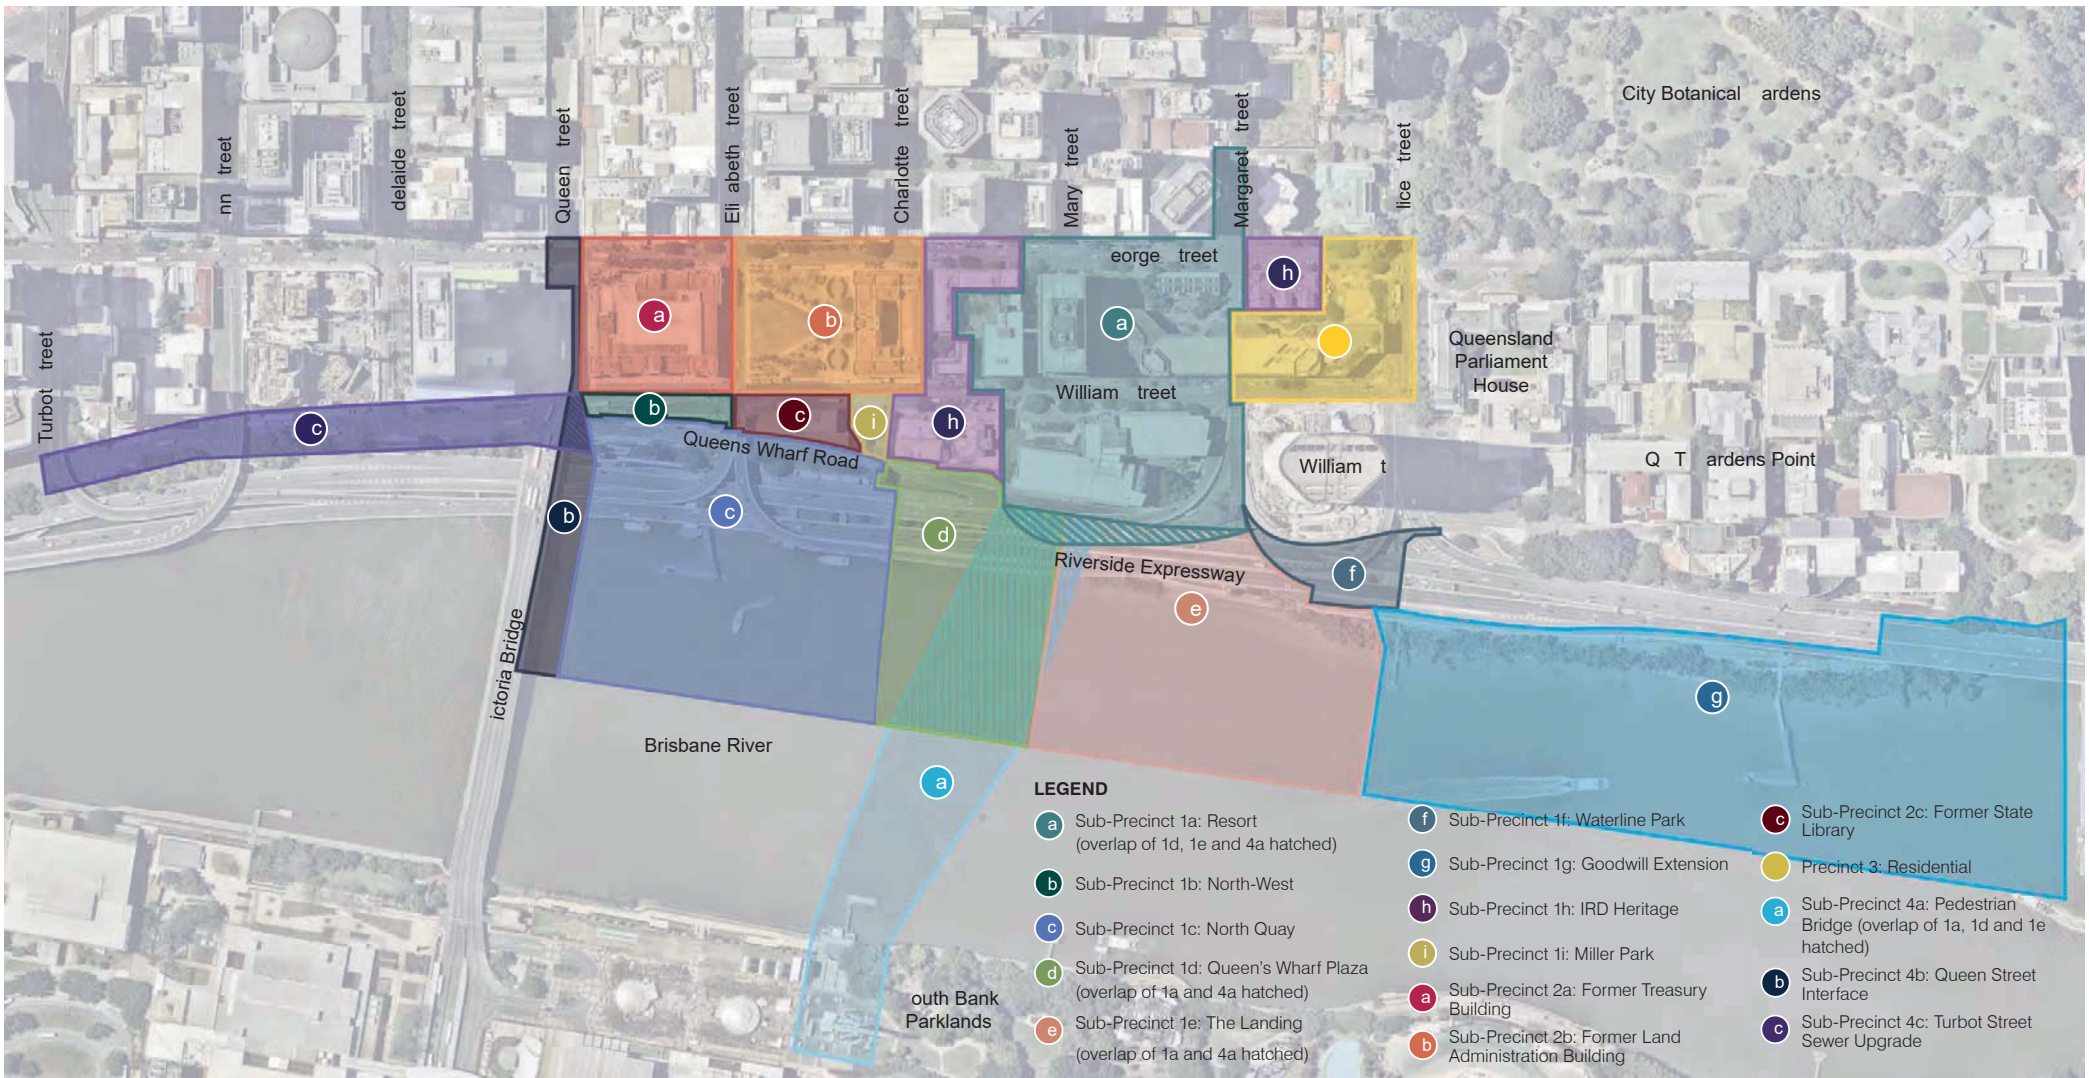 City Botanical ardens
nn treet
delaide treet
Queen treet
Eli abeth treet
Charlotte treet
Mary treet
Margaret treet
lice treet
eorge treet
h
a
b
a
Turbot treet
Queensland
Parliament
House
William treet
b
c
i
h
c
Queens Wharf Road
William t
Q T ardens Point
b
c
d
Riverside Expressway
f
e
ictoria Bridge
g
Brisbane River
a
outh Bank
Parklands
LEGEND
a Sub-Precinct 1a: Resort
(overlap of 1d, 1e and 4a hatched)
b Sub-Precinct 1b: North-West
c Sub-Precinct 1c: North Quay
d Sub-Precinct 1d: Queen's Wharf Plaza
(overlap of 1a and 4a hatched)
e Sub-Precinct 1e: The Landing
(overlap of 1a and 4a hatched)
f Sub-Precinct 1f: Waterline Park
g Sub-Precinct 1g: Goodwill Extension
h Sub-Precinct 1h: IRD Heritage
i Sub-Precinct 1i: Miller Park
a Sub-Precinct 2a: Former Treasury
Building
b Sub-Precinct 2b: Former Land
Administration Building
c Sub-Precinct 2c: Former State
Library
Precinct 3: Residential
a Sub-Precinct 4a: Pedestrian
Bridge (overlap of 1a, 1d and 1e
hatched)
b Sub-Precinct 4b: Queen Street
Interface
c Sub-Precinct 4c: Turbot Street
Sewer Upgrade